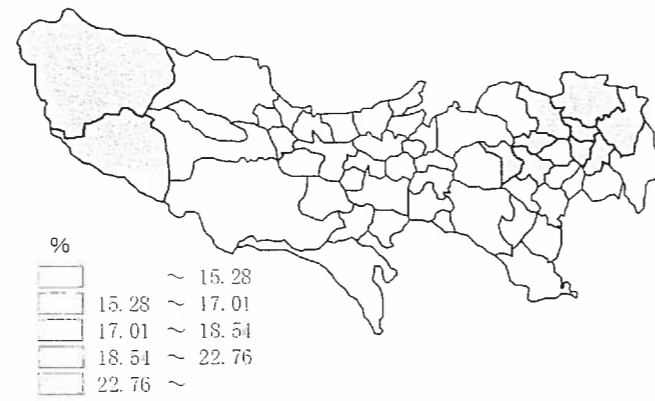 %
～ 15.28
15.28 ～ 17.01
17.01 ～ 18.54
18.54 ～ 22.76
22.76 ～